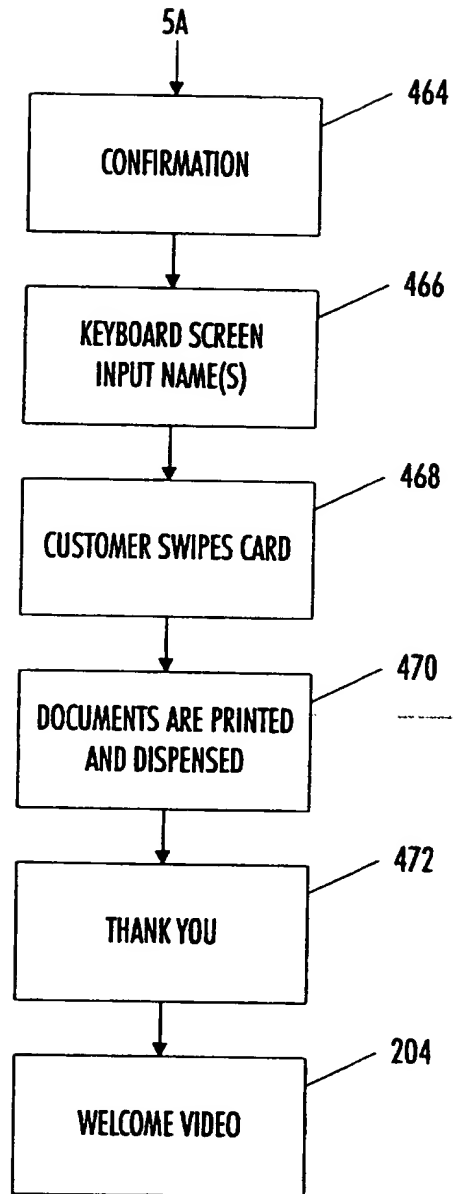 5A
464
CONFIRMATION
466
KEYBOARD SCREEN
INPUT NAME(S)
468
CUSTOMER SWIPES CARD
470
DOCUMENTS ARE PRINTED
AND DISPENSED
472
THANK YOU
204
WELCOME VIDEO